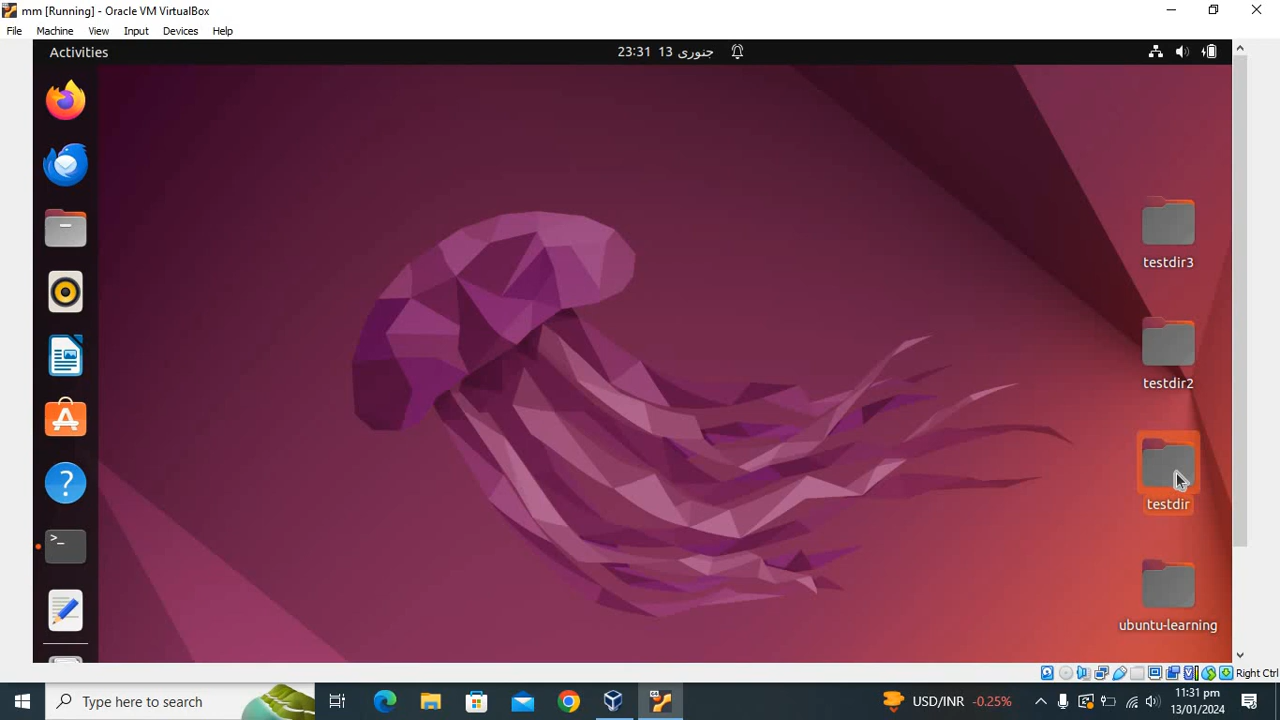 mm [Running] - Oracle VM VirtualBox
File Machine View Input Devices Help
Activities
جنوری 13 23:31
testdir3
testdir2
testdir
ubuntu-learning
Right Ctrl
Type here to search
USD/INR -0.25%
11:31 pm
13/01/2024